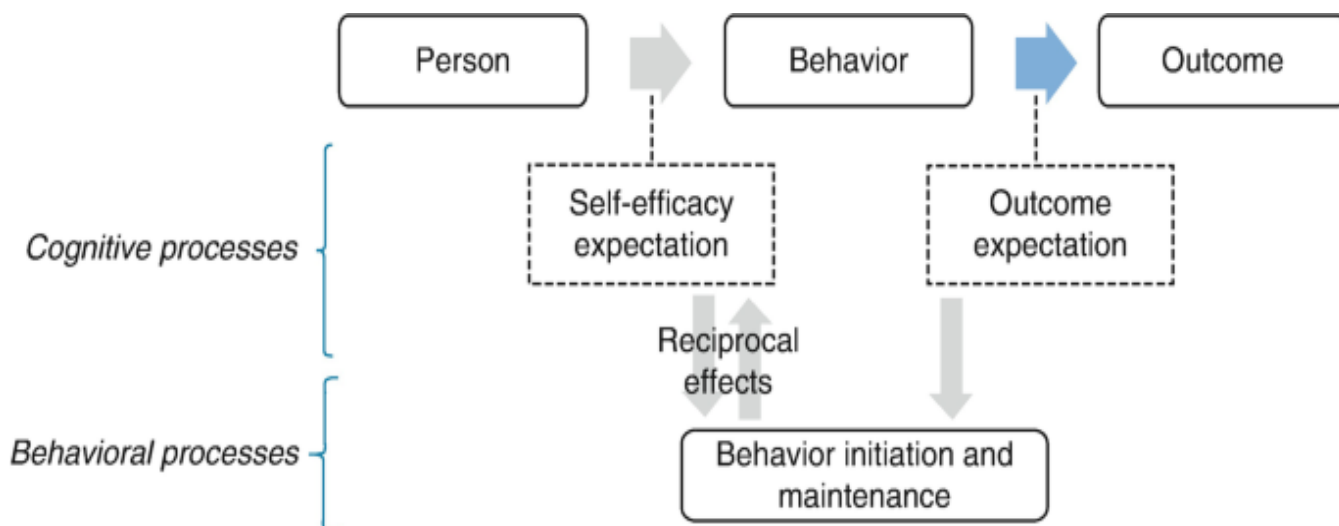 Person
Behavior
Outcome
Self-efficacy
expectation
Outcome
expectation
Cognitive processes
Reciprocal
effects
Behavioral processes
Behavior initiation and
maintenance